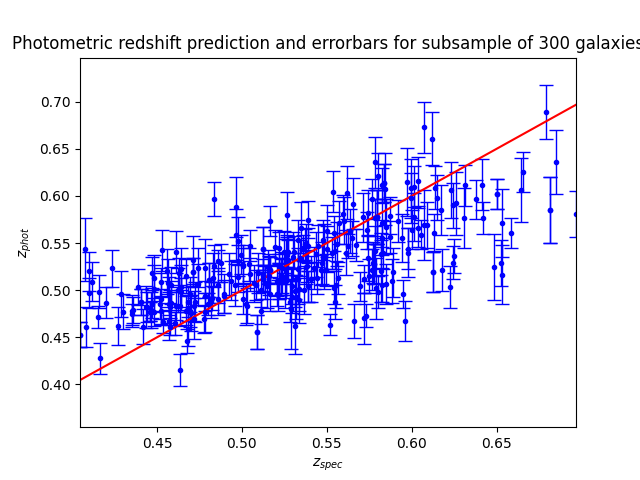 Photometric redshift prediction and errorbars for subsample of 300 galaxies
0.70
0.65
0.60
0.55
0.50
0.45
0.40
z_phot
0.45 0.50 0.55 0.60 0.65
z_spec